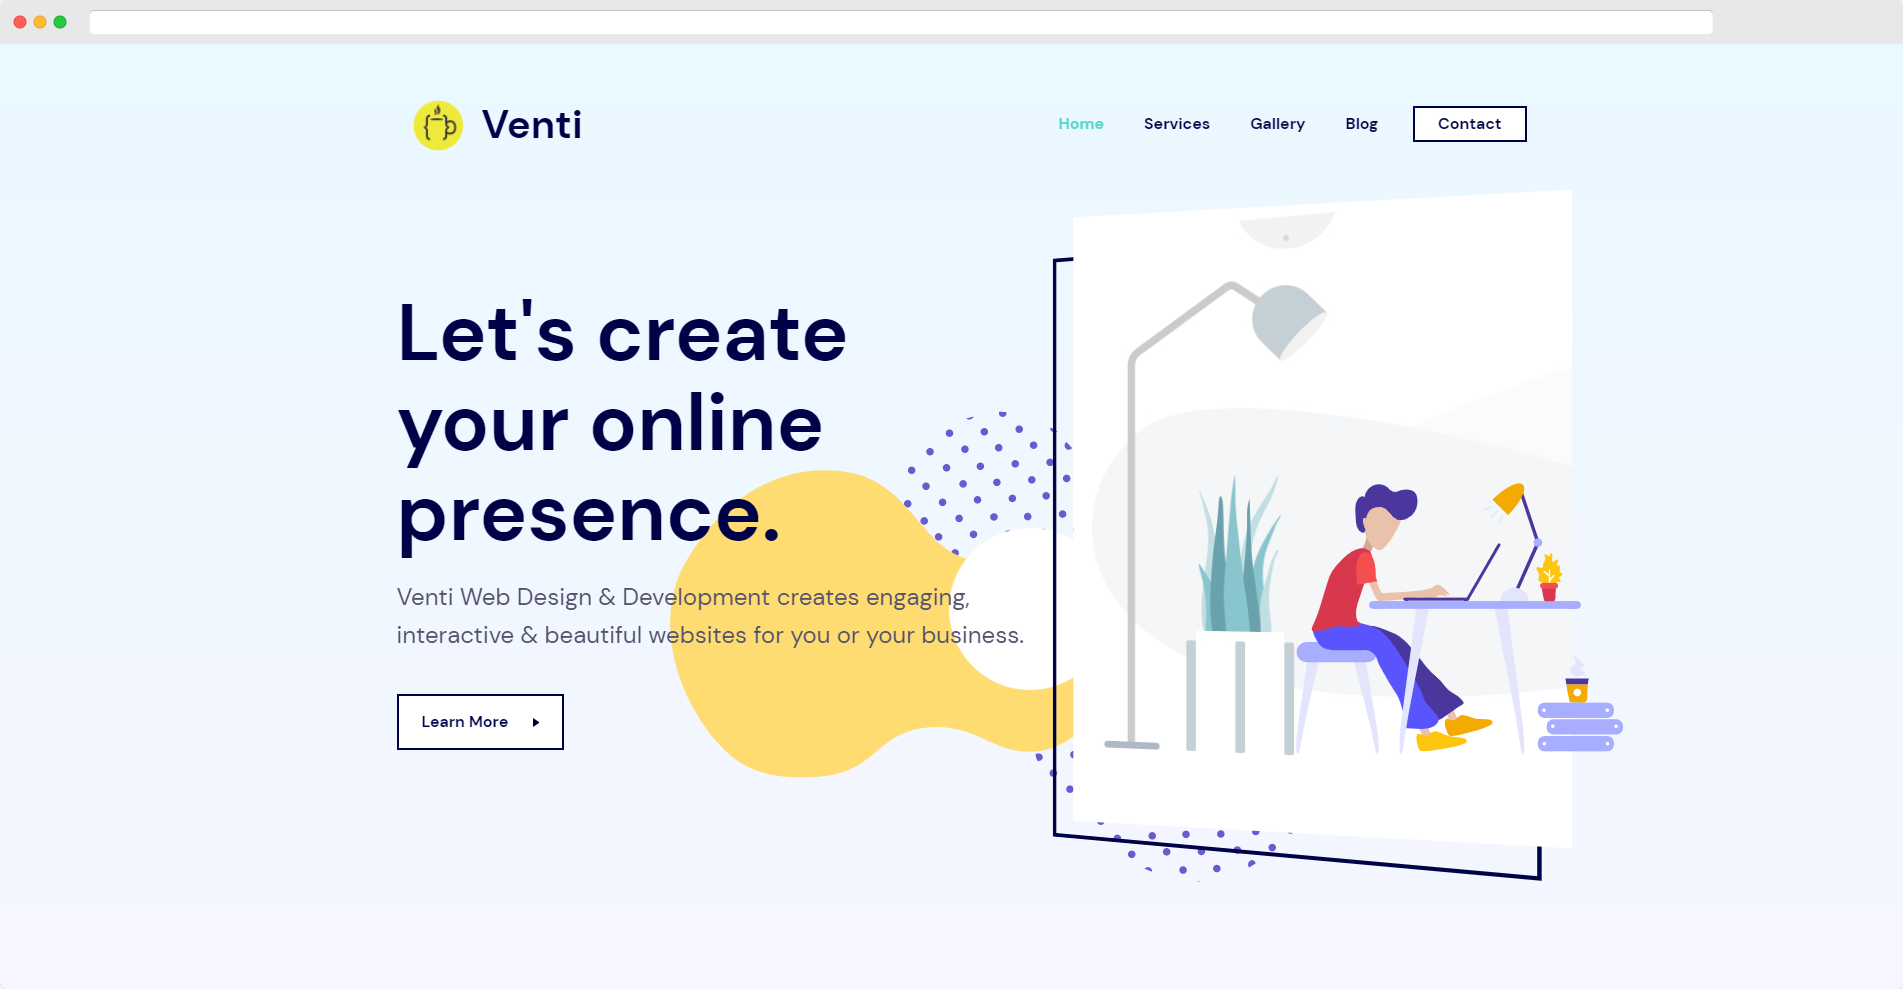 Venti
Home Services Gallery Blog Contact
Let's create
your online
presence.
Venti Web Design & Development creates engaging,
interactive & beautiful websites for you or your business.
Learn More